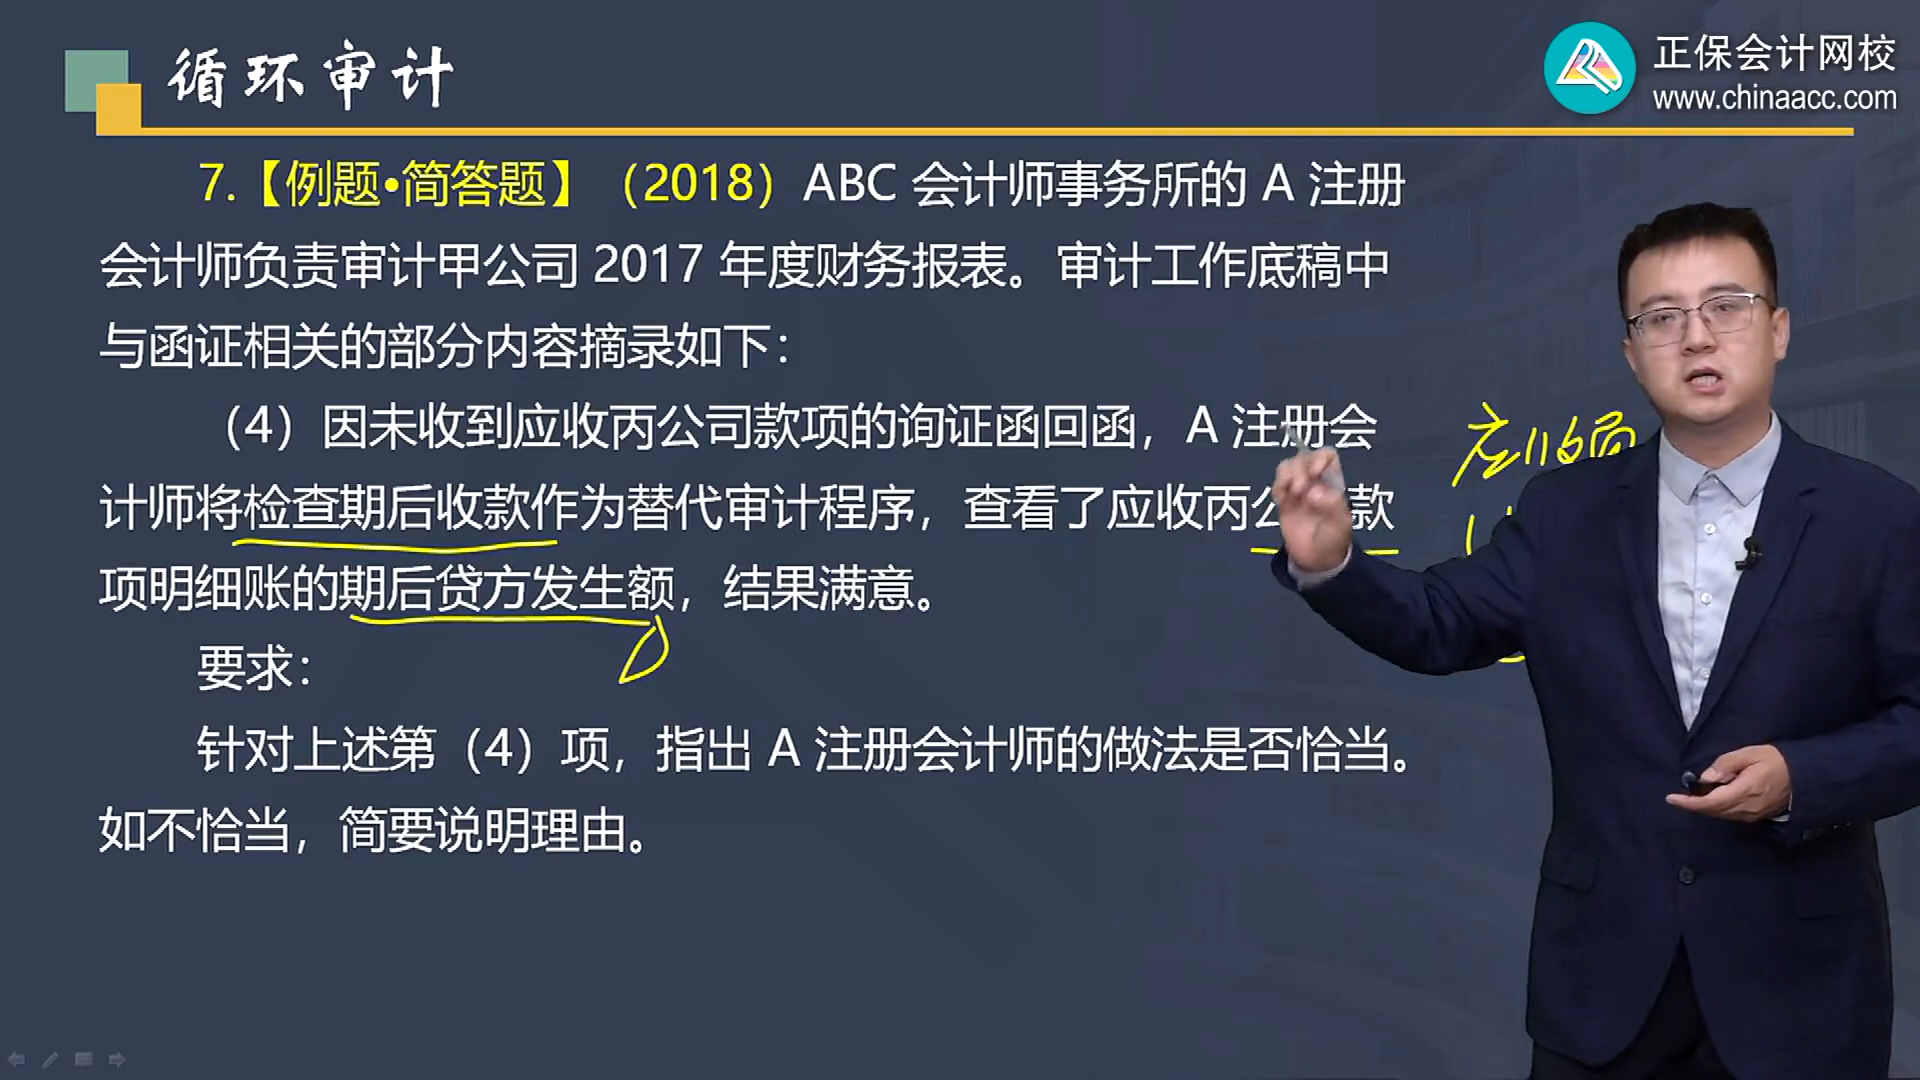 循环审计
正保会计网校
www.chinaacc.com
7.【例题•简答题】（2018）ABC 会计师事务所的 A 注册
会计师负责审计甲公司 2017 年度财务报表。审计工作底稿中
与函证相关的部分内容摘录如下：
（4）因未收到应收丙公司款项的询证函回函，A 注册会
计师将检查期后收款作为替代审计程序，查看了应收丙公 款
项明细账的期后贷方发生额，结果满意。
要求：
针对上述第（4）项，指出 A 注册会计师的做法是否恰当。
如不恰当，简要说明理由。